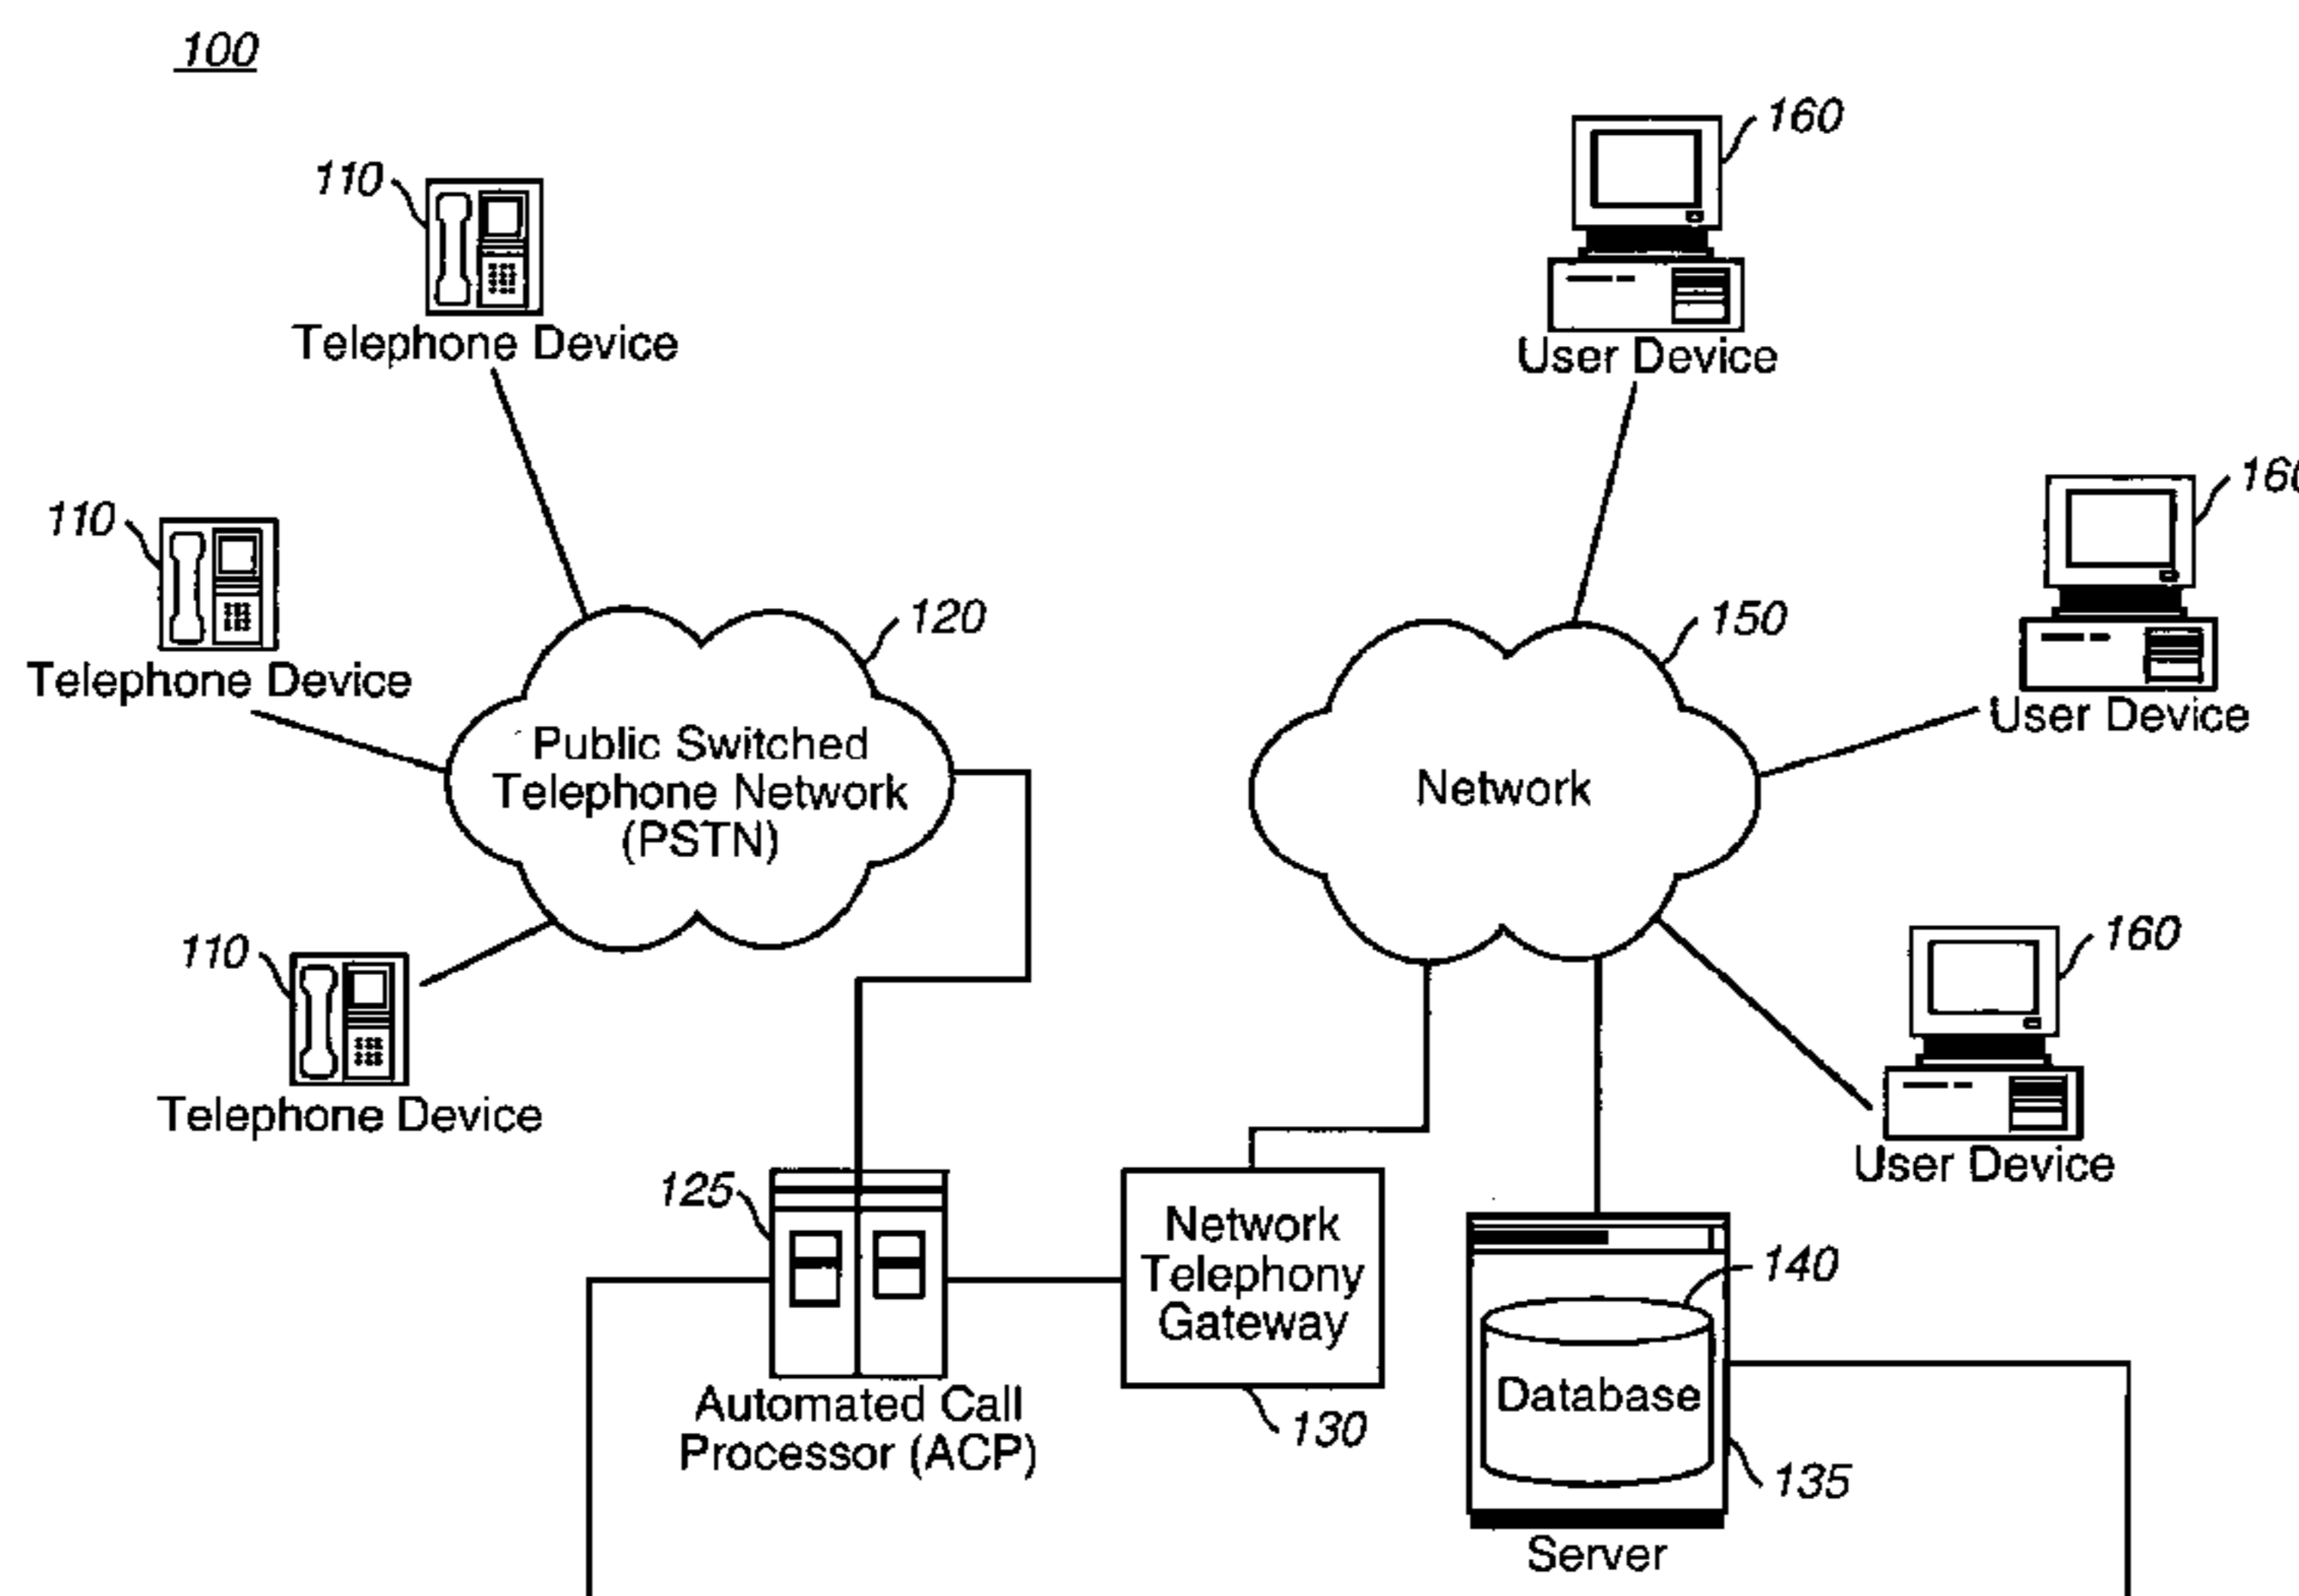 100
160
110
Telephone Device
User Device
160
110
120
150
Telephone Device
User Device
Public Switched
Telephone Network
(PSTN)
Network
110
160
Telephone Device
User Device
125
Network
Telephony
Gateway
140
Database
Automated Call
Processor (ACP)
130
135
Server